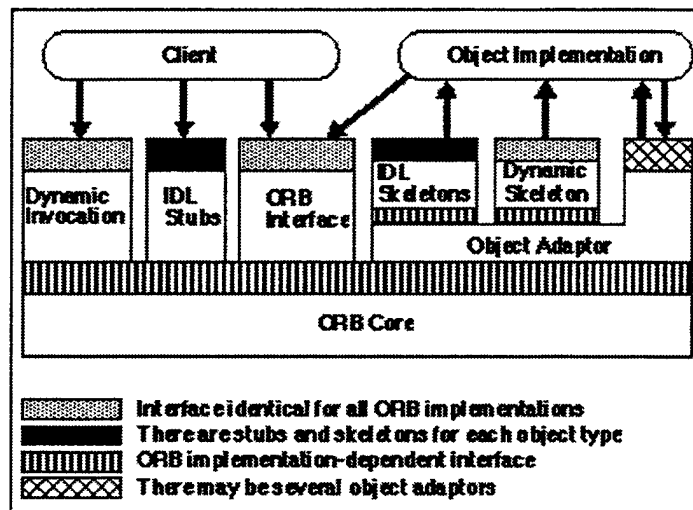 Client
Object Implementation
Dynamic
Invocation
IDL
Stubs
ORB
Interface
IDL
Skeletons
Dynamic
Skeleton
Object Adaptor
ORB Core
Interface identical for all ORB implementations
There are stubs and skeletons for each object type
ORB implementation-dependent interface
There may be several object adaptors